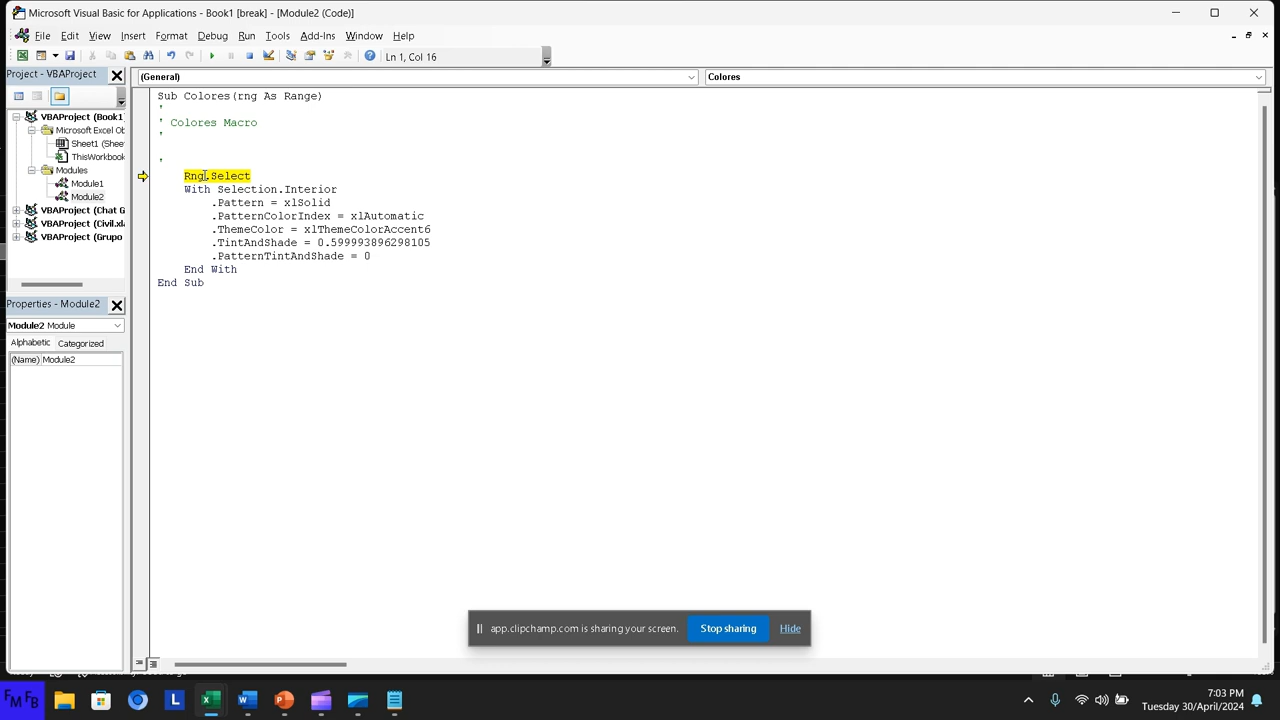 Microsoft Visual Basic for Applications - Book1 [break] - [Module2 (Code)]
File Edit View Insert Format Debug Run Tools Add-Ins Window Help
Ln 1, Col 16
Project - VBAProject
(General)
Colores
VBAProject (Book1
Microsoft Excel Ob
Sheet1 (Shee
ThisWorkbook
Modules
Module1
Module2
VBAProject (Chat G
VBAProject (Civil.xla
VBAProject (Grupo
Sub Colores(rng As Range)
'
' Colores Macro
'
'
Rng.Select
With Selection.Interior
.Pattern = xlSolid
.PatternColorIndex = xlAutomatic
.ThemeColor = xlThemeColorAccent6
.TintAndShade = 0.599993896298105
.PatternTintAndShade = 0
End With
End Sub
Properties - Module2
Module2 Module
Alphabetic Categorized
(Name) Module2
app.clipchamp.com is sharing your screen. Stop sharing Hide
FM FB
7:03 PM
Tuesday 30/April/2024